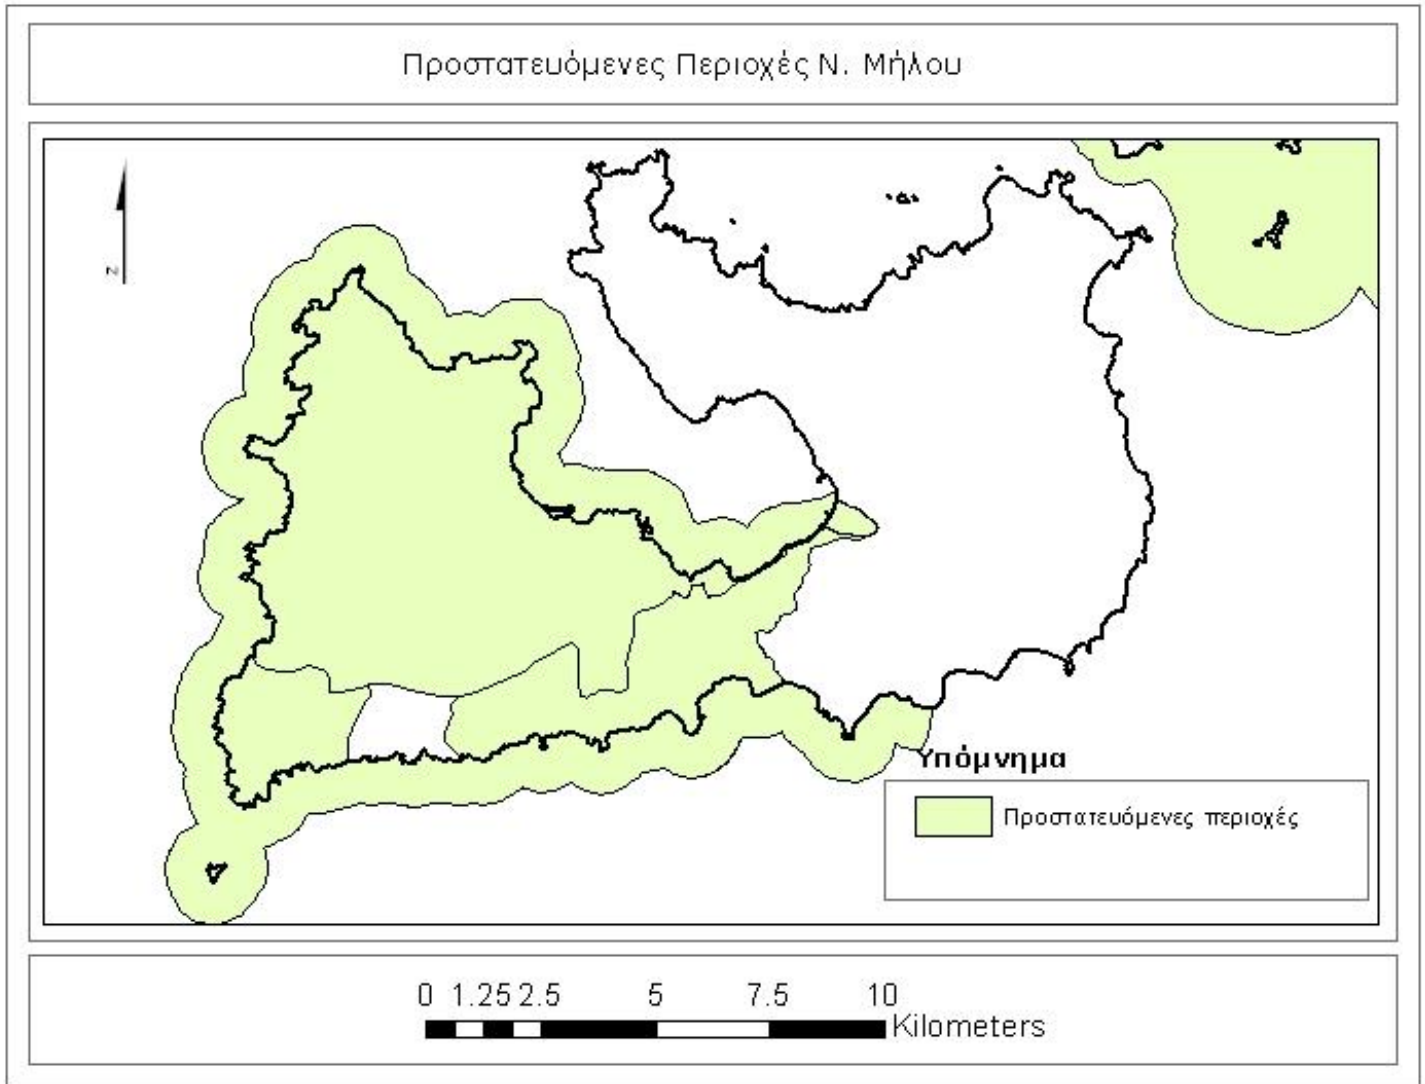 Προστατευόμενες Περιοχές Ν. Μήλου
z
Υπόμνημα
Προστατευόμενες περιοχές
0 1.25 2.5 5 7.5 10
Kilometers